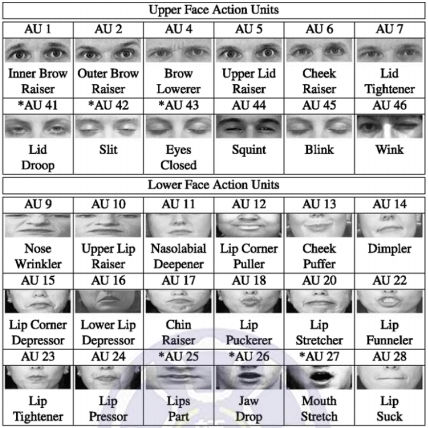 Upper Face Action Units
AU 1 AU 2 AU 4 AU 5 AU 6 AU 7
Inner Brow Outer Brow Brow Upper Lid Cheek Lid
Raiser Raiser Lowerer Raiser Raiser Tightener
*AU 41 *AU 42 *AU 43 AU 44 AU 45 AU 46
Lid Slit Eyes Squint Blink Wink
Droop Closed
Lower Face Action Units
AU 9 AU 10 AU 11 AU 12 AU 13 AU 14
Nose Upper Lip Nasolabial Lip Corner Cheek Dimpler
Wrinkler Raiser Deepener Puller Puffer
AU 15 AU 16 AU 17 AU 18 AU 20 AU 22
Lip Corner Lower Lip Chin Lip Lip Lip
Depressor Depressor Raiser Puckerer Stretcher Funneler
AU 23 AU 24 *AU 25 *AU 26 *AU 27 AU 28
Lip Lip Lips Jaw Mouth Lip
Tightener Pressor Part Drop Stretch Suck